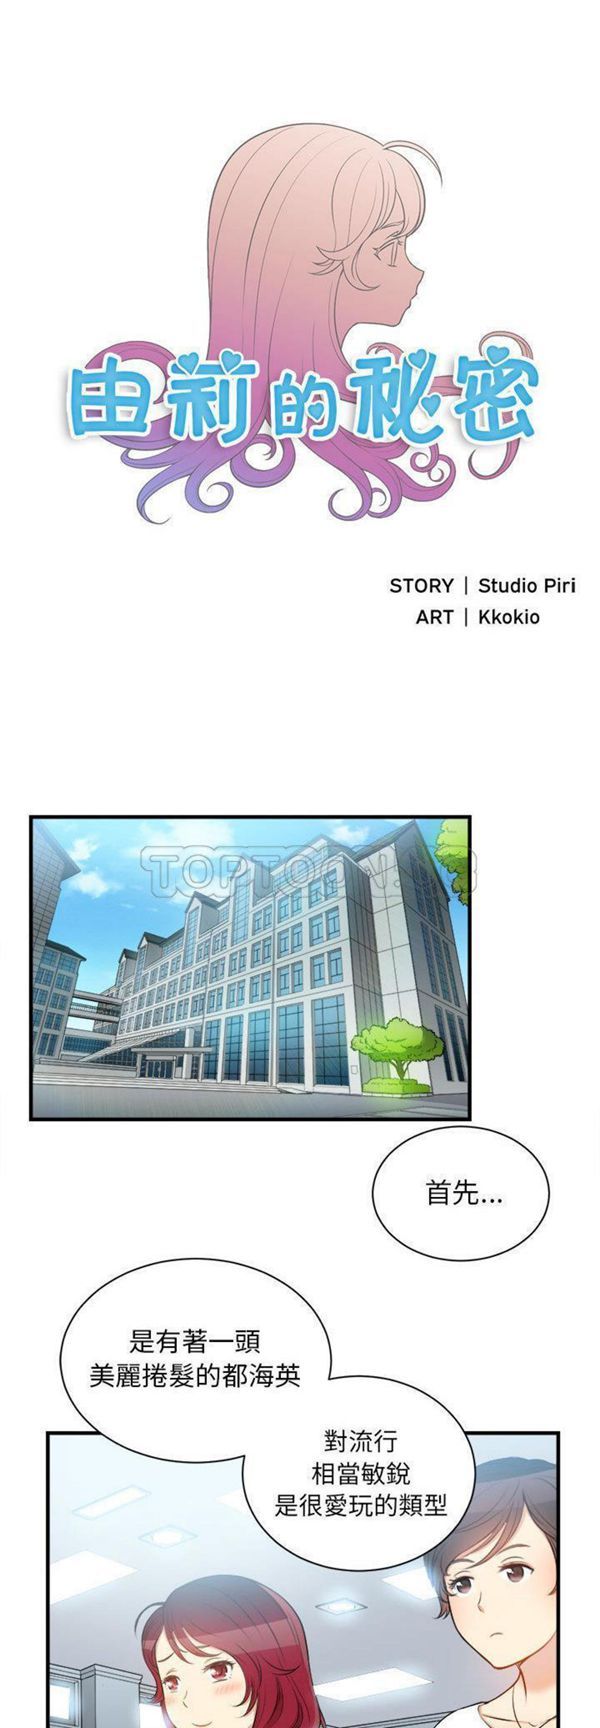 由莉的秘密
STORY | Studio Piri
ART | Kkokio
首先...
是有著一頭
美麗捲髮的都海英
對流行
相當敏銳
是很愛玩的類型